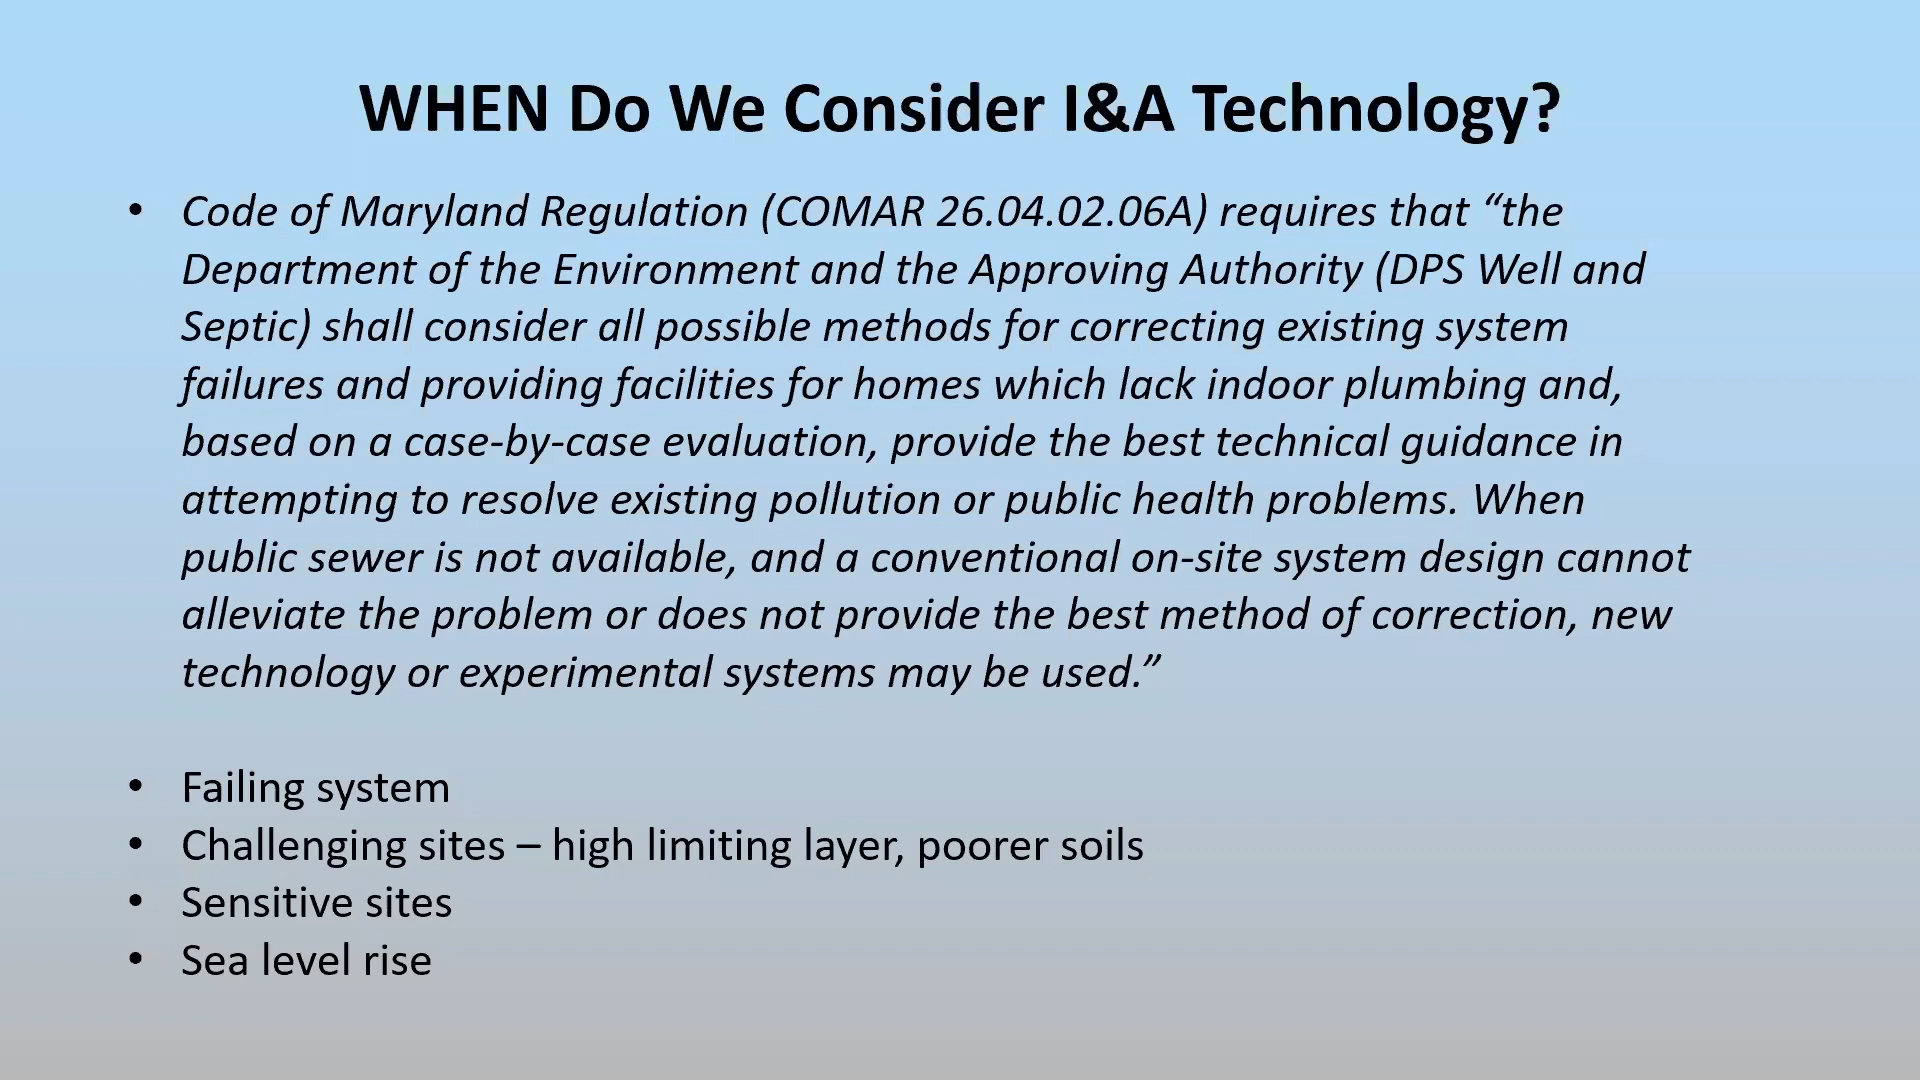 WHEN Do We Consider I&A Technology?
• Code of Maryland Regulation (COMAR 26.04.02.06A) requires that “the
Department of the Environment and the Approving Authority (DPS Well and
Septic) shall consider all possible methods for correcting existing system
failures and providing facilities for homes which lack indoor plumbing and,
based on a case-by-case evaluation, provide the best technical guidance in
attempting to resolve existing pollution or public health problems. When
public sewer is not available, and a conventional on-site system design cannot
alleviate the problem or does not provide the best method of correction, new
technology or experimental systems may be used.”
• Failing system
• Challenging sites – high limiting layer, poorer soils
• Sensitive sites
• Sea level rise